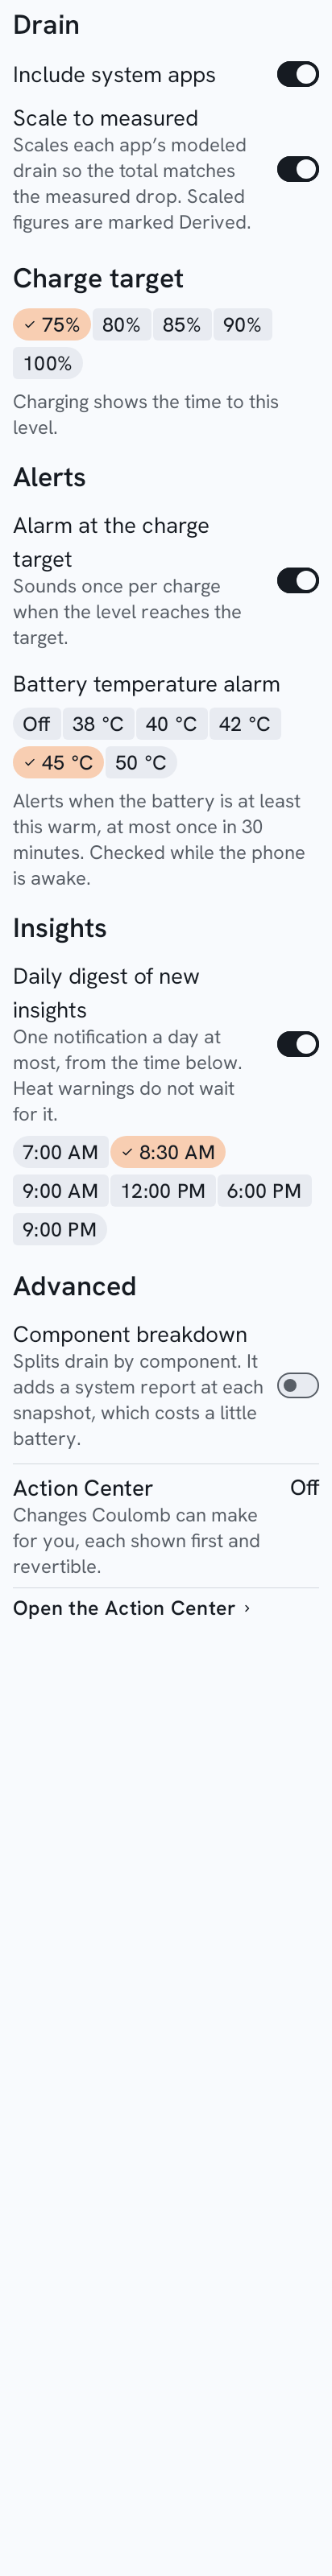 Drain
Include system apps
Scale to measured
Scales each app’s modeled
drain so the total matches
the measured drop. Scaled
figures are marked Derived.
Charge target
75% 80% 85% 90%
100%
Charging shows the time to this
level.
Alerts
Alarm at the charge
target
Sounds once per charge
when the level reaches the
target.
Battery temperature alarm
Off 38 °C 40 °C 42 °C
45 °C 50 °C
Alerts when the battery is at least
this warm, at most once in 30
minutes. Checked while the phone
is awake.
Insights
Daily digest of new
insights
One notification a day at
most, from the time below.
Heat warnings do not wait
for it.
7:00 AM 8:30 AM
9:00 AM 12:00 PM 6:00 PM
9:00 PM
Advanced
Component breakdown
Splits drain by component. It
adds a system report at each
snapshot, which costs a little
battery.
Action Center Off
Changes Coulomb can make
for you, each shown first and
revertible.
Open the Action Center ›